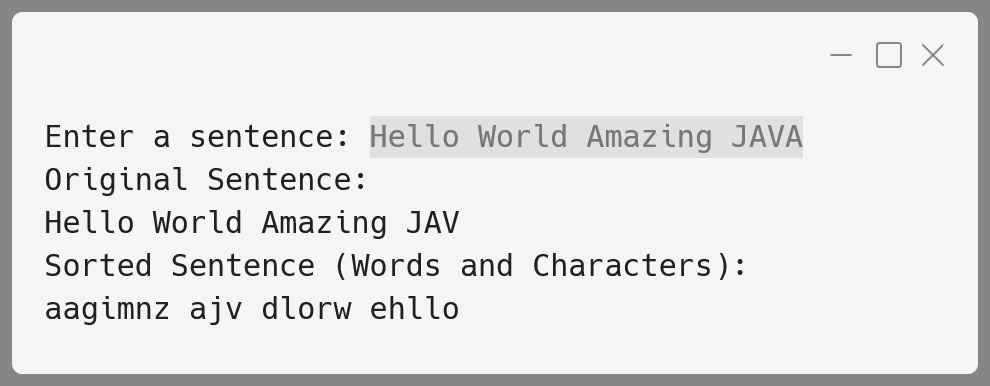 Enter a sentence: Hello World Amazing JAVA
Original Sentence:
Hello World Amazing JAV
Sorted Sentence (Words and Characters):
aagimnz ajv dlorw ehllo